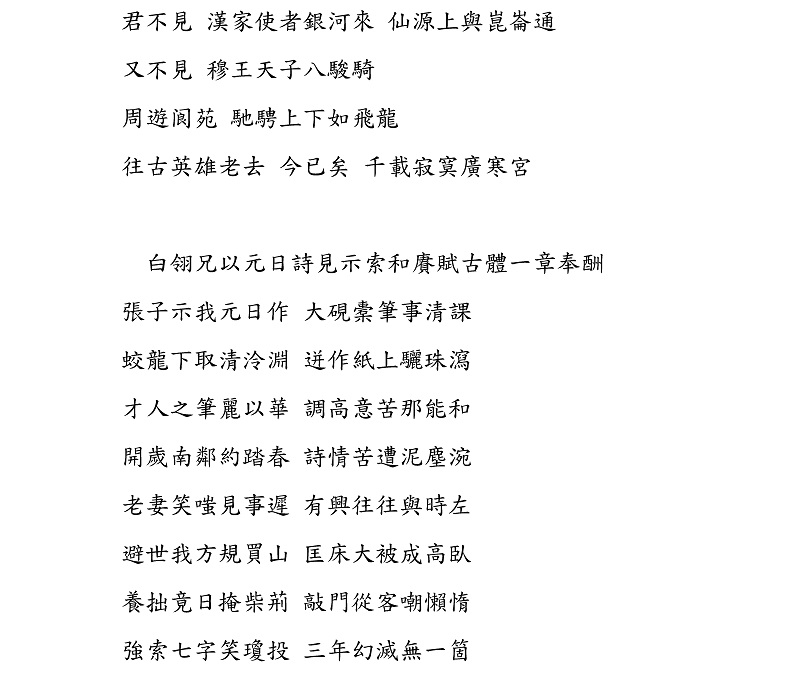 君不見 漢家使者銀河來 仙源上與崑崙通
又不見 穆王天子八駿騎
周遊閬苑 馳騁上下如飛龍
往古英雄老去 今已矣 千載寂寞廣寒宮
白翎兄以元日詩見示索和賡賦古體一章奉酬
張子示我元日作 大硯橐筆事清課
蛟龍下取清泠淵 迸作紙上驪珠瀉
才人之筆麗以華 調高意苦那能和
開歲南鄰約踏春 詩情苦遭泥塵涴
老妻笑嗤見事遲 有興往往與時左
避世我方規買山 匡床大被成高臥
養拙竟日掩柴荊 敲門從客嘲懶惰
強索七字笑瓊投 三年幻滅無一箇